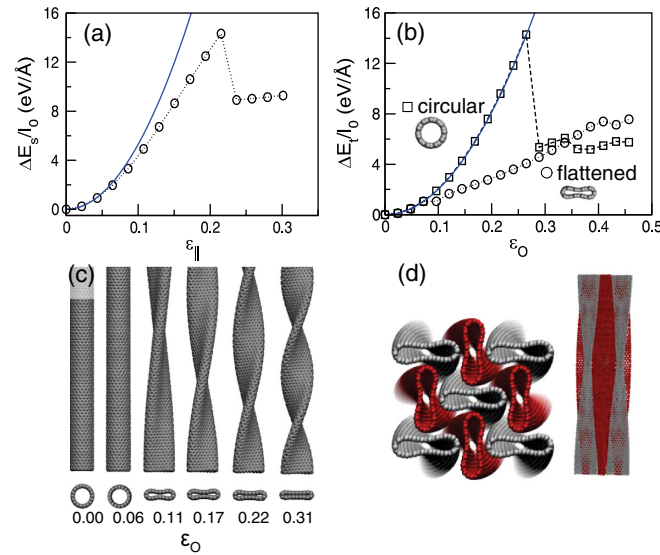 (a)
ΔE_s/l_0 (eV/Å)
16
12
8
4
0
0.0 0.1 0.2 0.3
ε_||
(b)
ΔE_t/l_0 (eV/Å)
16
12
8
4
0
circular
flattened
0 0.1 0.2 0.3 0.4 0.5
ε_O
(c)
0.00 0.06 0.11 0.17 0.22 0.31
ε_O
(d)